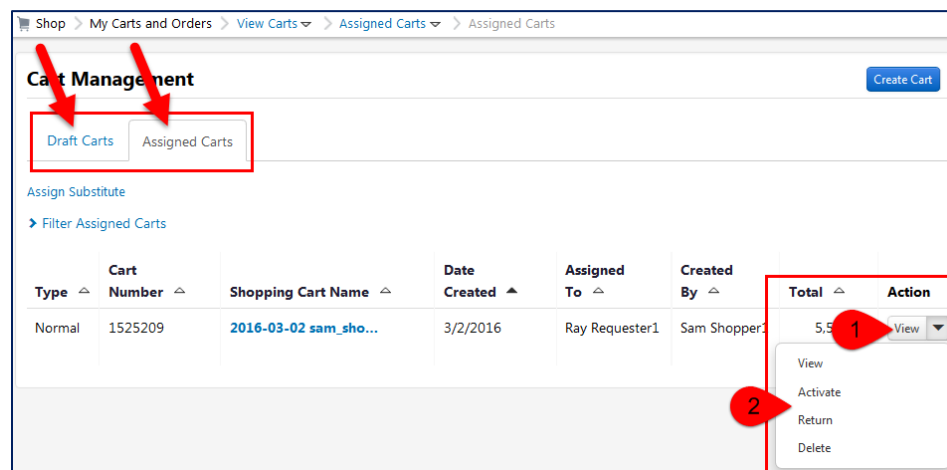 Shop > My Carts and Orders > View Carts > Assigned Carts > Assigned Carts
Cart Management
Create Cart
Draft Carts Assigned Carts
Assign Substitute
Filter Assigned Carts
Type Cart Number Shopping Cart Name Date Created Assigned To Created By Total Action
Normal 1525209 2016-03-02 sam_sho... 3/2/2016 Ray Requester1 Sam Shopper1 1 View
View
Activate
2
Return
Delete